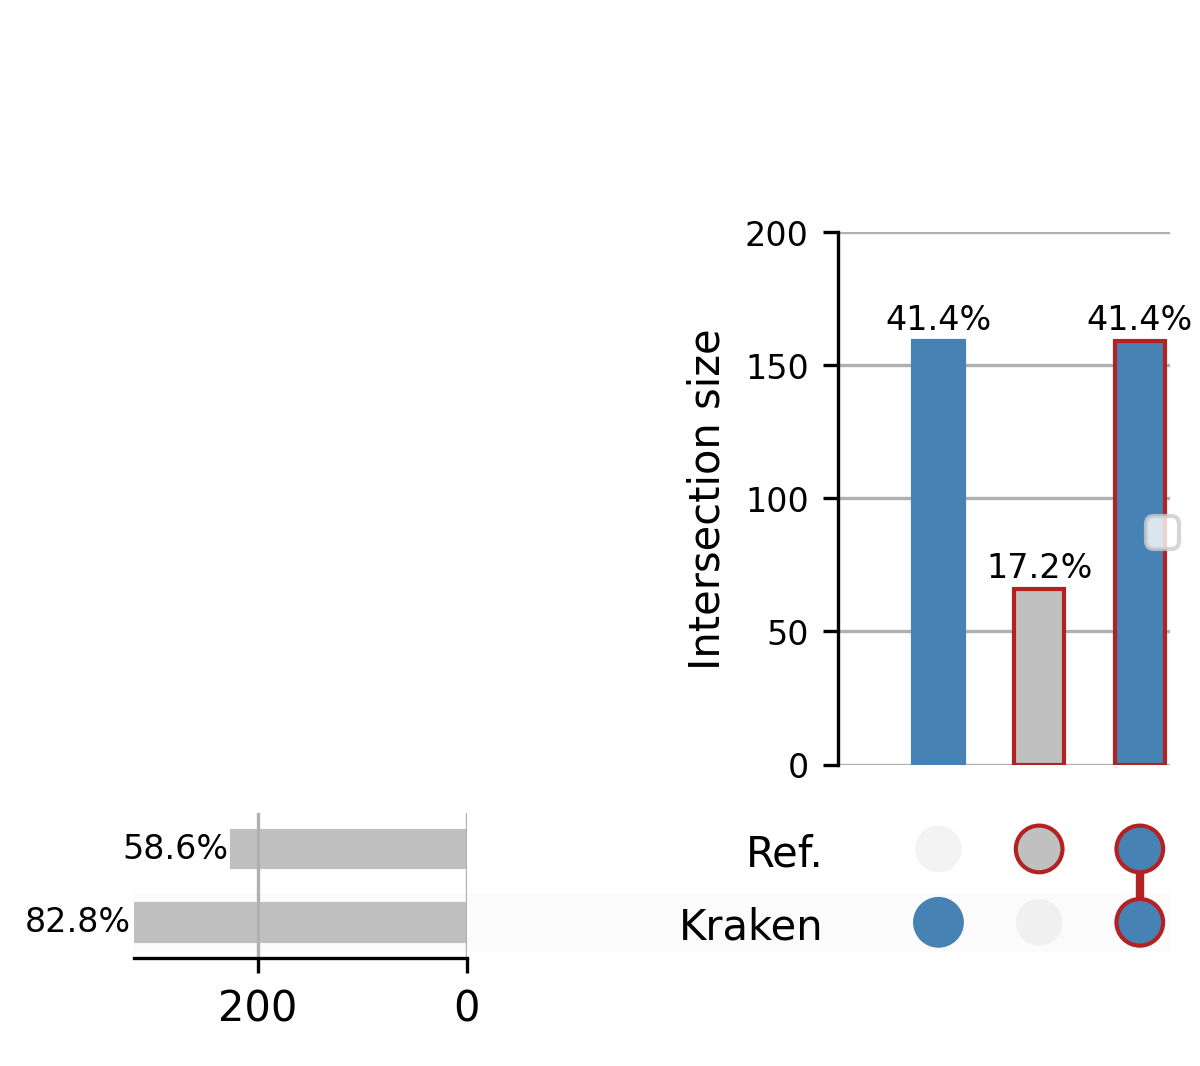 200
41.4% 41.4%
150
Intersection size
100
17.2%
50
0
58.6% Ref.
82.8% Kraken
200 0